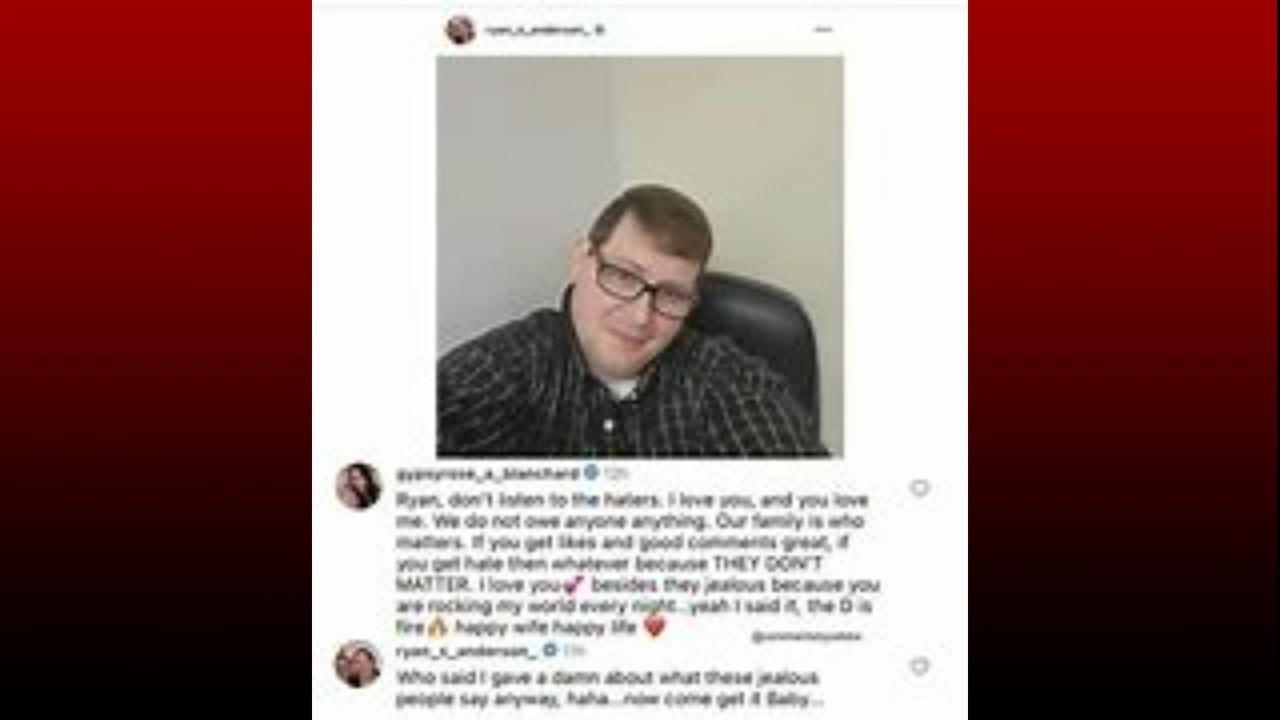 ryan_s_anderson_
gypsyrose_a_blanchard 12h
Ryan, don't listen to the haters. I love you, and you love
me. We do not owe anyone anything. Our family is who
matters. If you get likes and good comments great, if
you get hate then whatever because THEY DON'T
MATTER. I love you💕 besides they jealous because you
are rocking my world every night...yeah I said it, the D is
fire🔥 happy wife happy life ❤️
ryan_s_anderson_
Who said I gave a damn about what these jealous
people say anyway, haha...now come get it Baby...